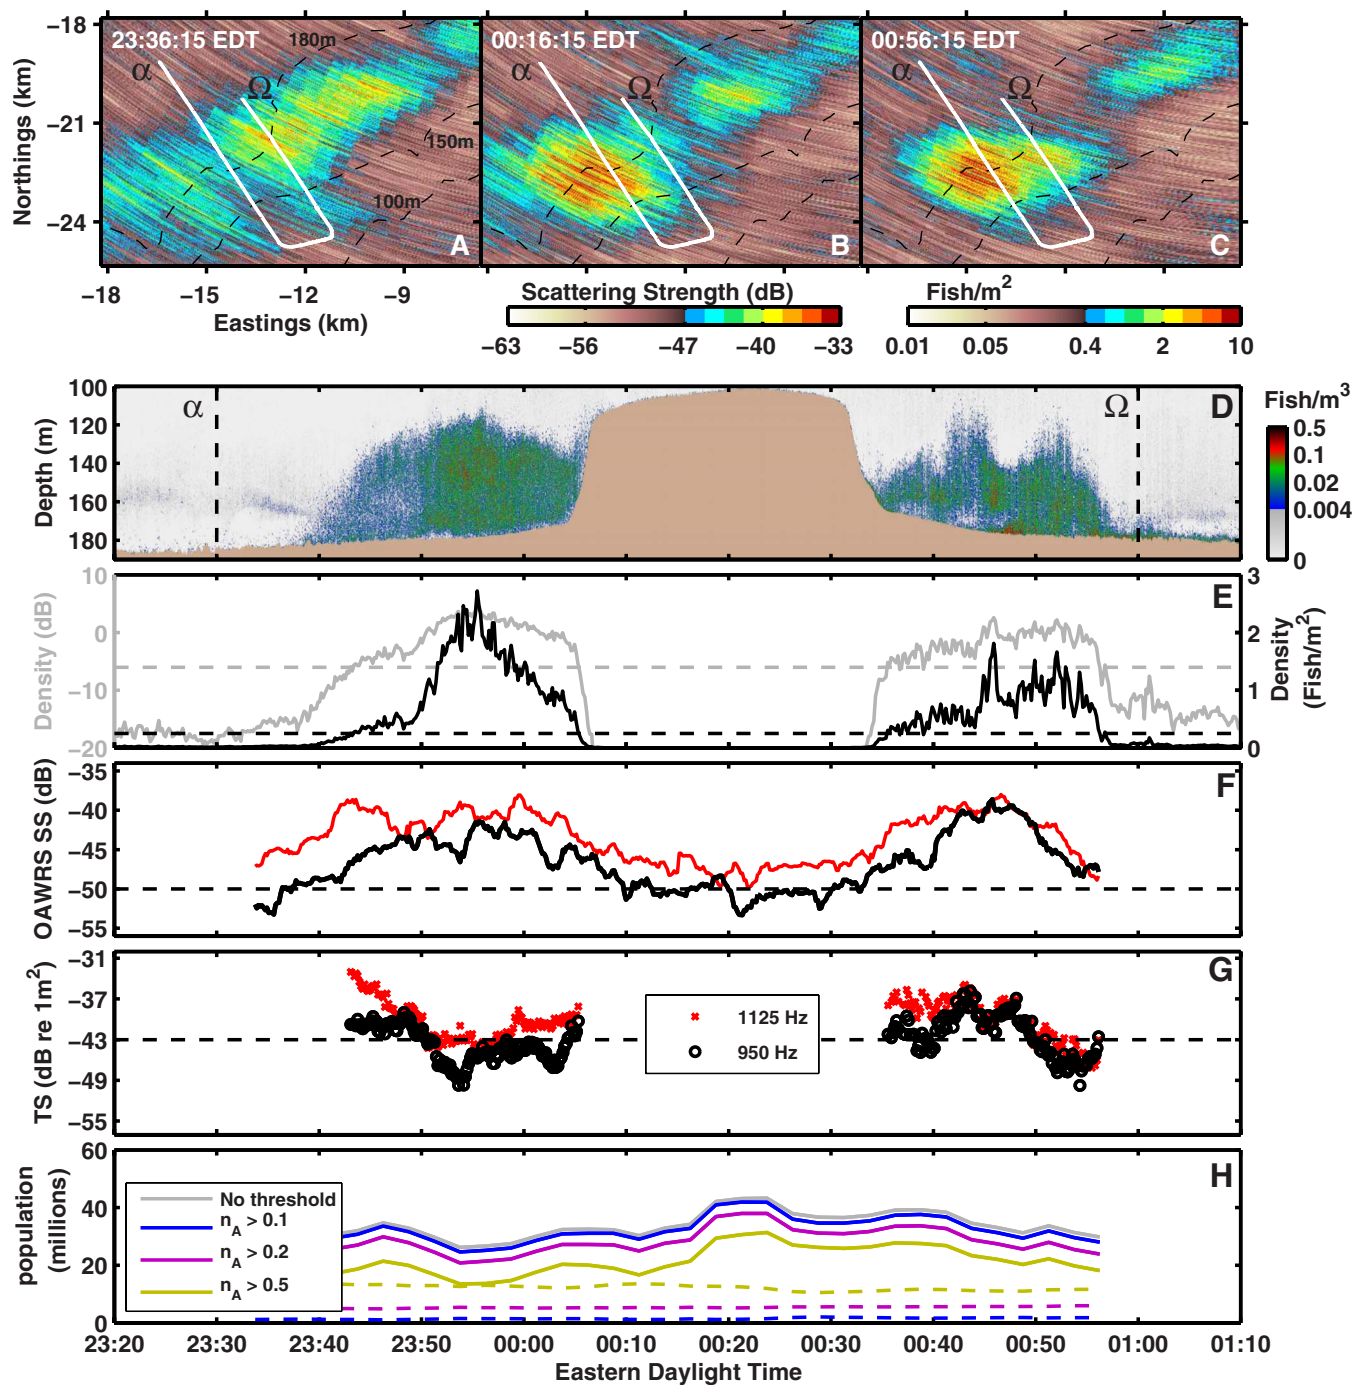 23:36:15 EDT
00:16:15 EDT
00:56:15 EDT
α
Ω
α
Ω
α
Ω
180m
150m
100m
A
B
C
Northings (km)
−18
−21
−24
−18
−15
−12
−9
Eastings (km)
Scattering Strength (dB)
−63
−56
−47
−40
−33
Fish/m²
0.01
0.05
0.4
2
10
Depth (m)
100
120
140
160
180
α
Ω
D
Fish/m³
0.5
0.1
0.02
0.004
0
Density (dB)
10
0
−10
−20
E
3
2
1
0
Density
(Fish/m²)
OAWRS SS (dB)
−35
−40
−45
−50
−55
F
TS (dB re 1m²)
−31
−37
−43
−49
−55
G
1125 Hz
950 Hz
population
(millions)
60
40
20
0
H
No threshold
n_A > 0.1
n_A > 0.2
n_A > 0.5
23:20
23:30
23:40
23:50
00:00
00:10
00:20
00:30
00:40
00:50
01:00
01:10
Eastern Daylight Time